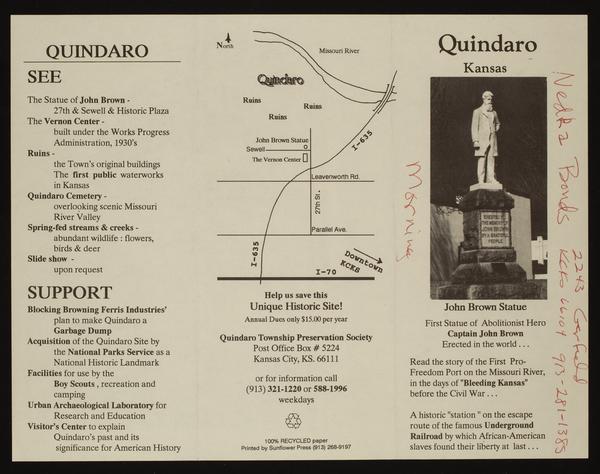 QUINDARO
SEE
The Statue of John Brown -
27th & Sewell & Historic Plaza
The Vernon Center -
built under the Works Progress
Administration, 1930's
Ruins -
the Town's original buildings
The first public waterworks
in Kansas
Quindaro Cemetery -
overlooking scenic Missouri
River Valley
Spring-fed streams & creeks -
abundant wildlife : flowers,
birds & deer
Slide show -
upon request
SUPPORT
Blocking Browning Ferris Industries'
plan to make Quindaro a
Garbage Dump
Acquisition of the Quindaro Site by
the National Parks Service as a
National Historic Landmark
Facilities for use by the
Boy Scouts , recreation and
camping
Urban Archaeological Laboratory for
Research and Education
Visitor's Center to explain
Quindaro's past and its
significance for American History
North
Missouri River
Quindaro
Ruins
Ruins
Ruins
John Brown Statue
Sewell
The Vernon Center
I-635
Leavenworth Rd.
27th St.
Parallel Ave.
I-635
Downtown
KCKS
I-70
Help us save this
Unique Historic Site!
Annual Dues only $15.00 per year
Quindaro Township Preservation Society
Post Office Box # 5224
Kansas City, KS. 66111
or for information call
(913) 321-1220 or 588-1996
weekdays
100% RECYCLED paper
Printed by Sunflower Press (913) 268-9197
Morning
Quindaro
Kansas
ERECTED TO
THE MEMORY OF
JOHN BROWN
BY A GRATEFUL
PEOPLE
John Brown Statue
First Statue of Abolitionist Hero
Captain John Brown
Erected in the world . . .
Read the story of the First Pro-
Freedom Port on the Missouri River,
in the days of "Bleeding Kansas"
before the Civil War . . .
A historic "station " on the escape
route of the famous Underground
Railroad by which African-American
slaves found their liberty at last . . .
Nedra Bonds
2243 Garfield
KCKs 66104 913-281-1385